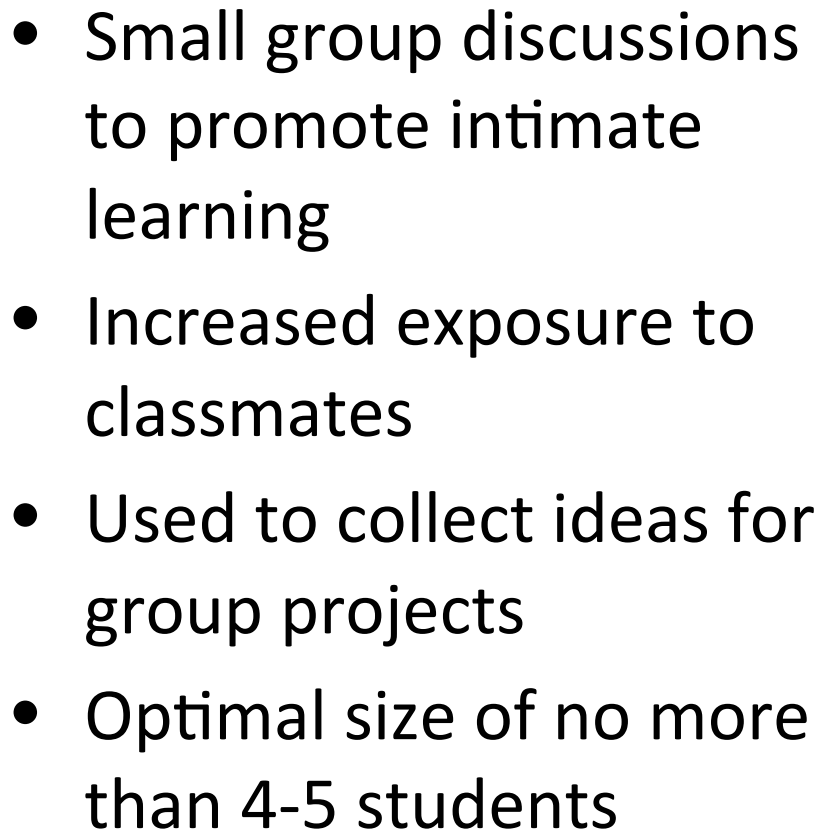 • Small group discussions
to promote intimate
learning
• Increased exposure to
classmates
• Used to collect ideas for
group projects
• Optimal size of no more
than 4-5 students